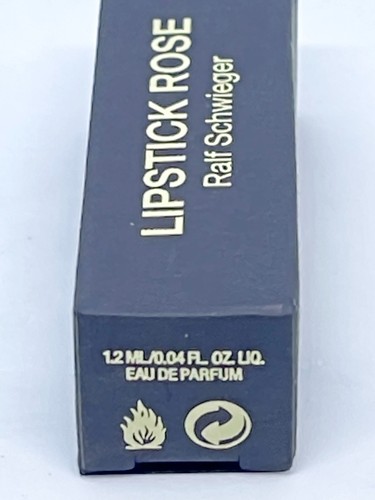 LIPSTICK ROSE
Ralf Schwieger
1.2 ML/0.04 FL. OZ. LIQ.
EAU DE PARFUM